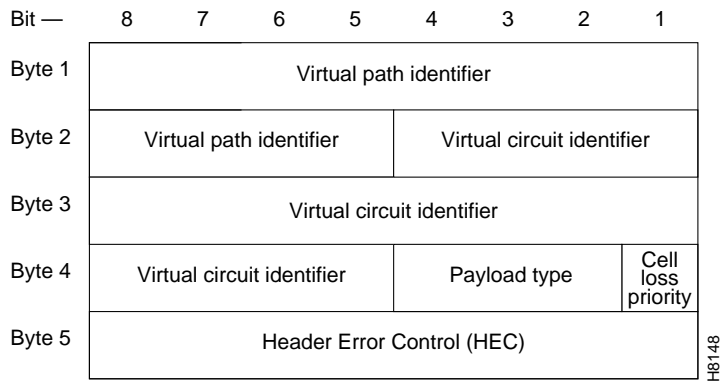 Bit — 8 7 6 5 4 3 2 1
Byte 1 Virtual path identifier
Byte 2 Virtual path identifier Virtual circuit identifier
Byte 3 Virtual circuit identifier
Byte 4 Virtual circuit identifier Payload type Cell
loss
priority
Byte 5 Header Error Control (HEC)
H8148